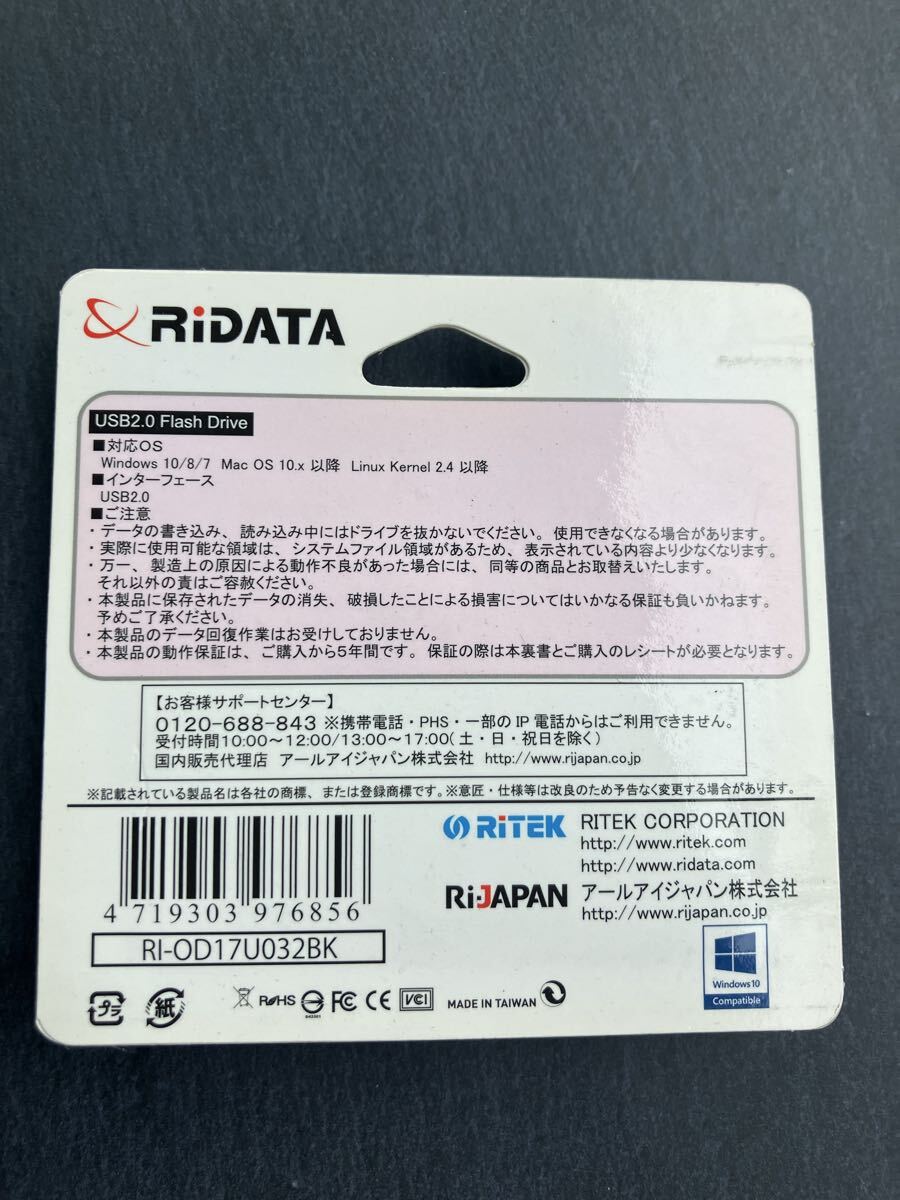 RiDATA
USB2.0 Flash Drive
■対応OS
Windows 10/8/7 Mac OS 10.x 以降 Linux Kernel 2.4 以降
■インターフェース
USB2.0
■ご注意
・データの書き込み、読み込み中にはドライブを抜かないでください。使用できなくなる場合があります。
・実際に使用可能な領域は、システムファイル領域があるため、表示されている内容より少なくなります。
・万一、製造上の原因による動作不良があった場合には、同等の商品とお取替えいたします。
それ以外の責はご容赦ください。
・本製品に保存されたデータの消失、破損したことによる損害についてはいかなる保証も負いかねます。
予めご了承ください。
・本製品のデータ回復作業はお受けしておりません。
・本製品の動作保証は、ご購入から5年間です。保証の際は本裏書とご購入のレシートが必要となります。
【お客様サポートセンター】
0120-688-843 ※携帯電話・PHS・一部のIP電話からはご利用できません。
受付時間10:00～12:00/13:00～17:00(土・日・祝日を除く)
国内販売代理店 アールアイジャパン株式会社 http://www.rijapan.co.jp
※記載されている製品名は各社の商標、または登録商標です。※意匠・仕様等は改良のため予告なく変更する場合があります。
RiTEK RITEK CORPORATION
http://www.ritek.com
http://www.ridata.com
Ri-JAPAN アールアイジャパン株式会社
http://www.rijapan.co.jp
4 719303 976856
RI-OD17U032BK
プラ 紙 RoHS FC CE VCI MADE IN TAIWAN
Windows 10
Compatible